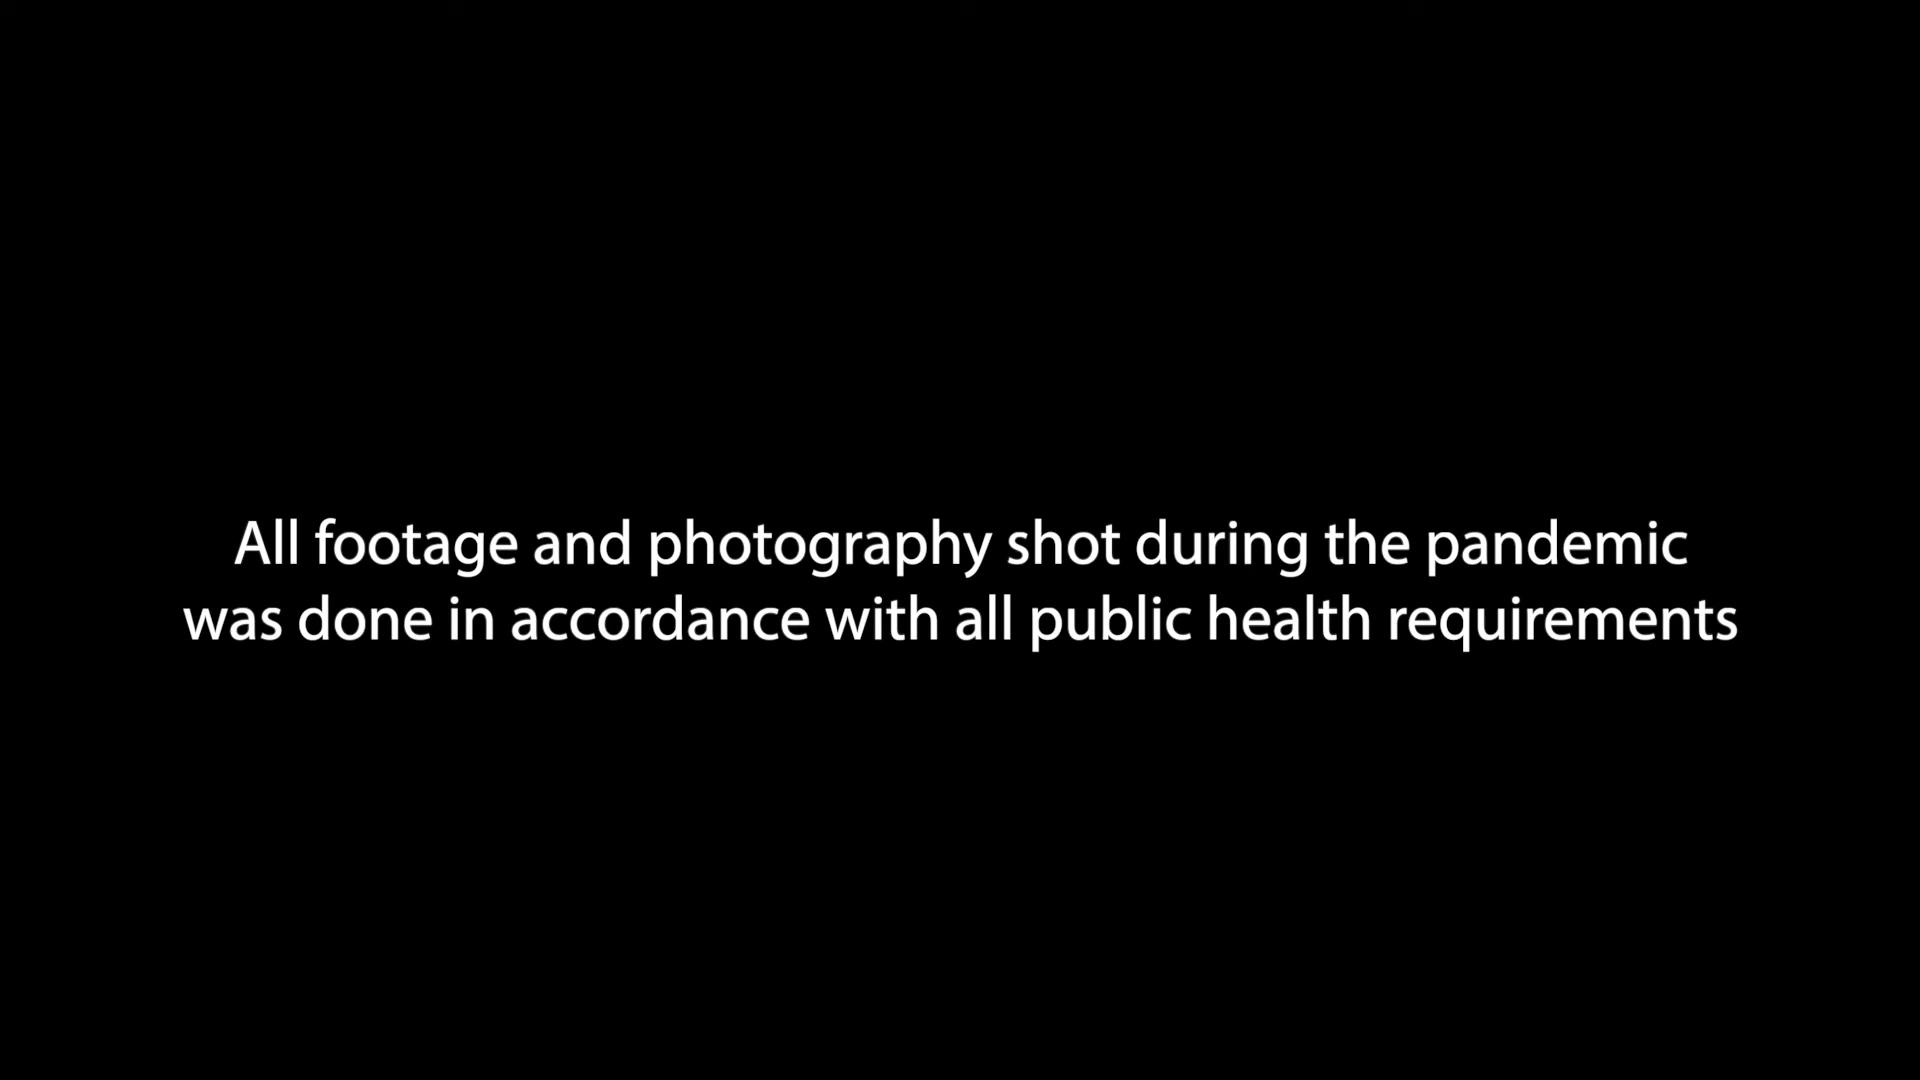 All footage and photography shot during the pandemic
was done in accordance with all public health requirements